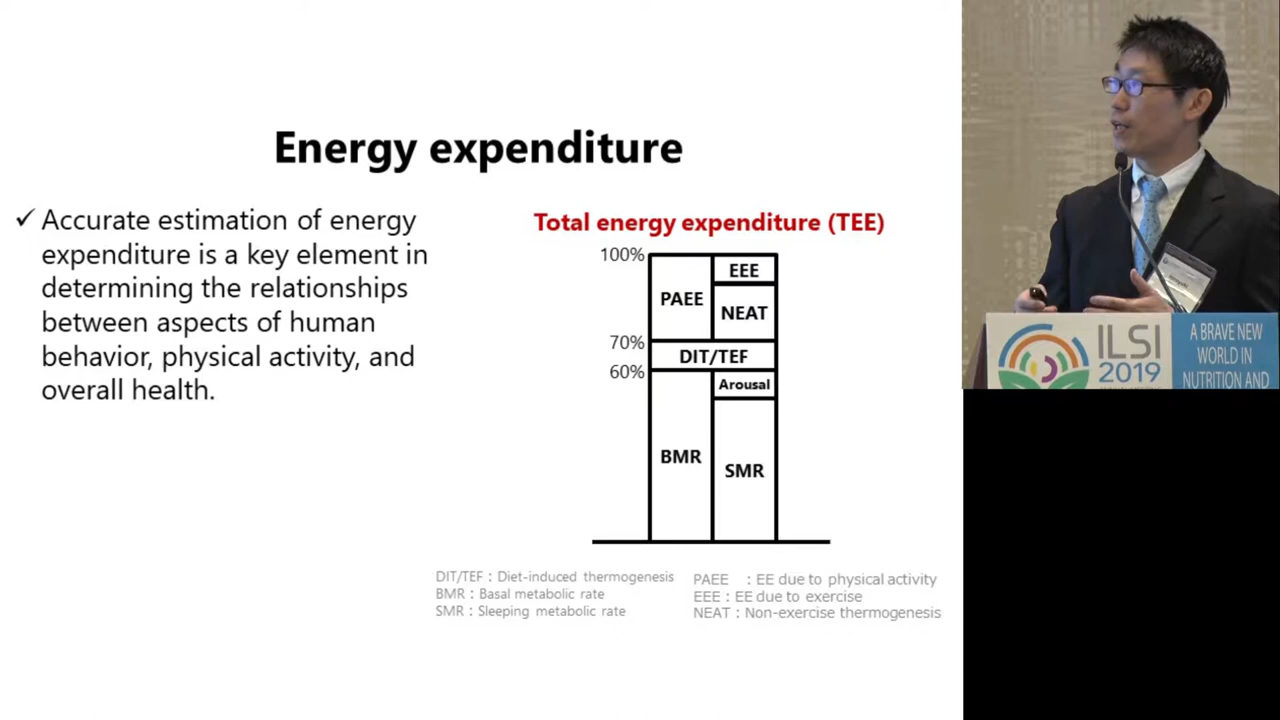 Energy expenditure
✓ Accurate estimation of energy
expenditure is a key element in
determining the relationships
between aspects of human
behavior, physical activity, and
overall health.
Total energy expenditure (TEE)
100%
EEE
PAEE
NEAT
70%
DIT/TEF
60%
Arousal
BMR
SMR
DIT/TEF : Diet-induced thermogenesis
BMR : Basal metabolic rate
SMR : Sleeping metabolic rate
PAEE : EE due to physical activity
EEE : EE due to exercise
NEAT : Non-exercise thermogenesis
ILSI
2019
A BRAVE NEW
WORLD IN
NUTRITION AND